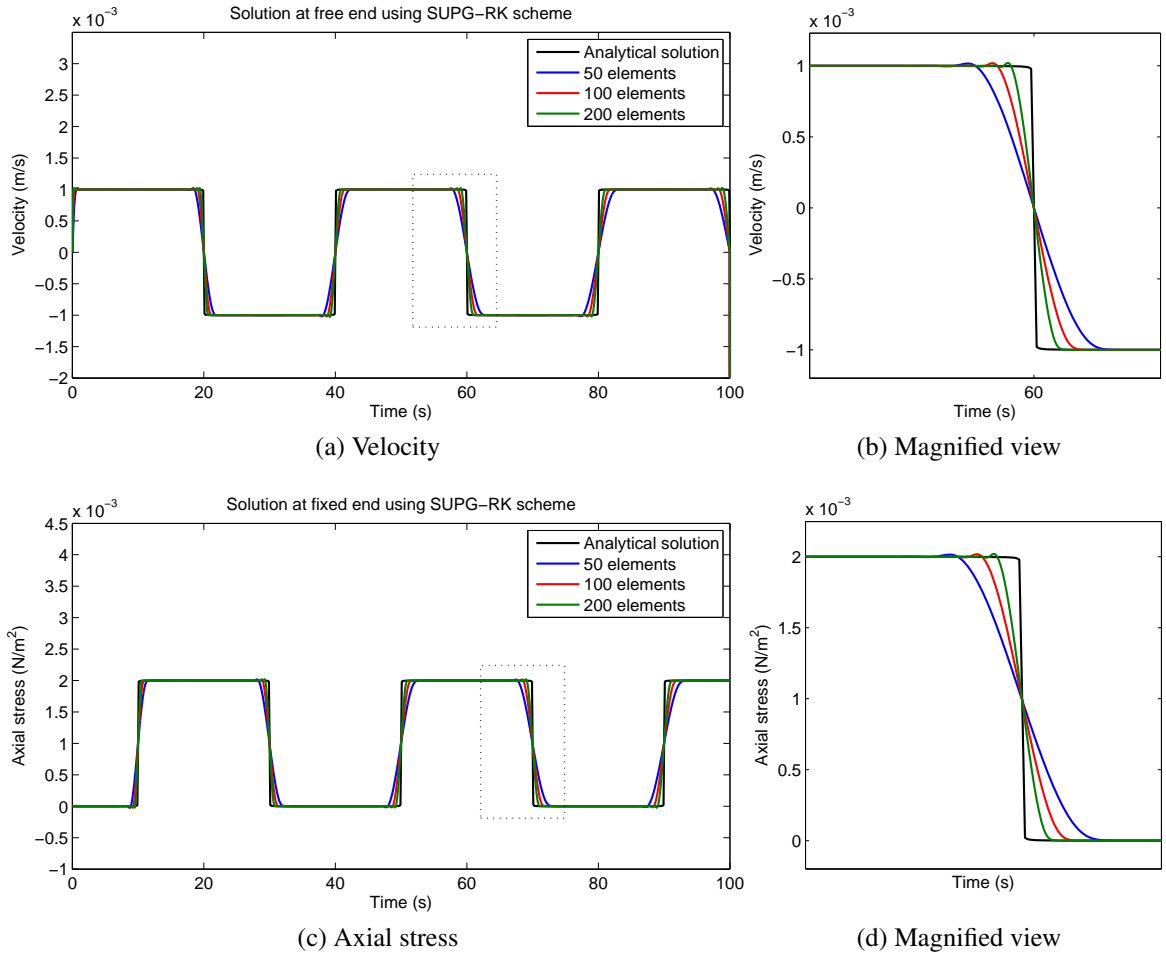 x 10⁻³
Solution at free end using SUPG−RK scheme
Analytical solution
50 elements
100 elements
200 elements
3
2.5
2
1.5
1
0.5
0
−0.5
−1
−1.5
−2
Velocity (m/s)
0 20 40 60 80 100
Time (s)
(a) Velocity
x 10⁻³
1
0.5
0
−0.5
−1
Velocity (m/s)
60
Time (s)
(b) Magnified view
x 10⁻³
Solution at fixed end using SUPG−RK scheme
Analytical solution
50 elements
100 elements
200 elements
4.5
4
3.5
3
2.5
2
1.5
1
0.5
0
−0.5
−1
Axial stress (N/m²)
0 20 40 60 80 100
Time (s)
(c) Axial stress
x 10⁻³
2
1.5
1
0.5
0
Axial stress (N/m²)
Time (s)
(d) Magnified view